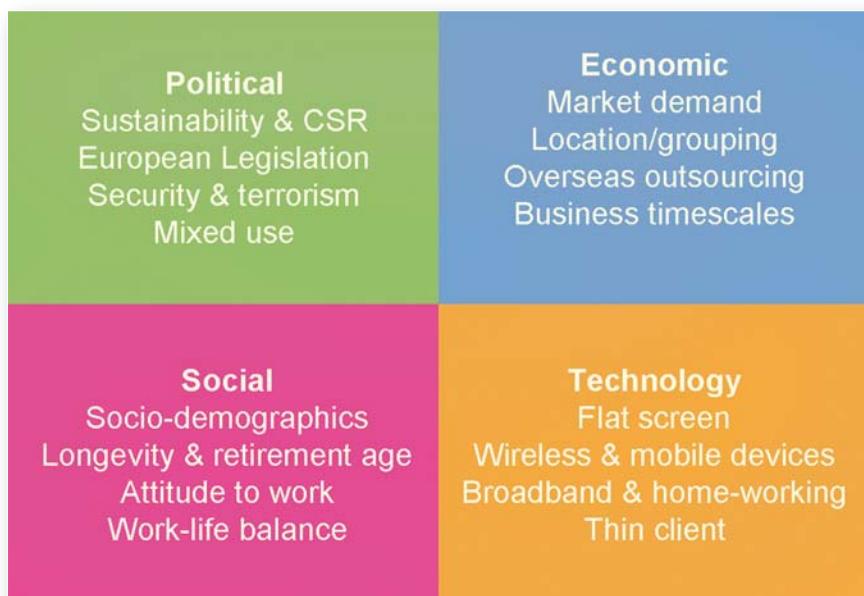 Political
Sustainability & CSR
European Legislation
Security & terrorism
Mixed use
Economic
Market demand
Location/grouping
Overseas outsourcing
Business timescales
Social
Socio-demographics
Longevity & retirement age
Attitude to work
Work-life balance
Technology
Flat screen
Wireless & mobile devices
Broadband & home-working
Thin client